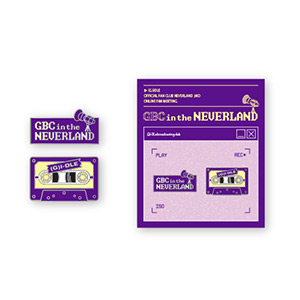 GBC in the
NEVERLAND
(G)I-DLE
▶ (G)I-DLE
OFFICIAL FAN CLUB NEVERLAND
ONLINE FAN MEETING
GBC in the NEVERLAND
PLAY
REC
GBC in the
NEVERLAND
(G)I-DLE